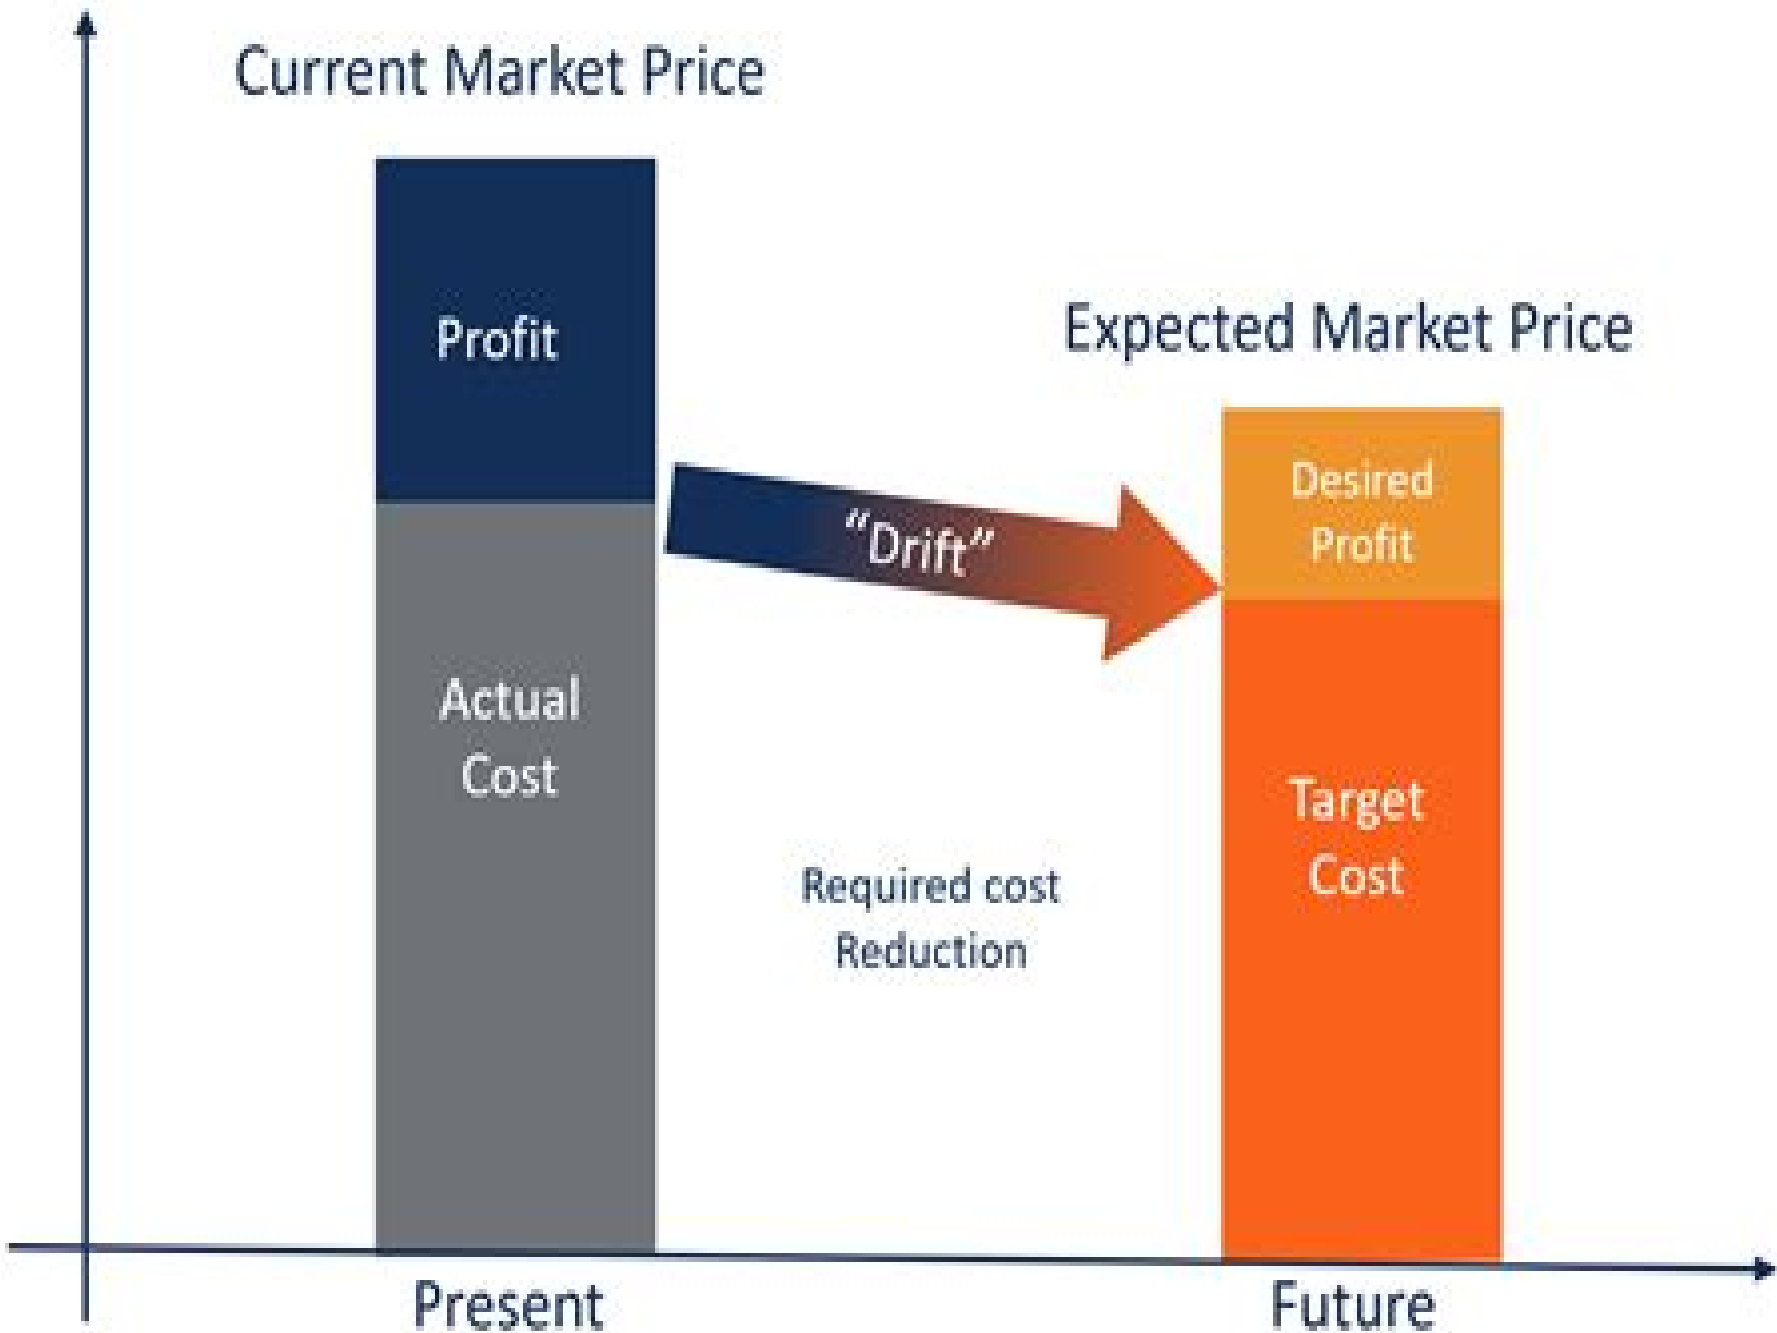 Current Market Price
Profit
Expected Market Price
Desired
Profit
“Drift”
Actual
Cost
Target
Cost
Required cost
Reduction
Present
Future